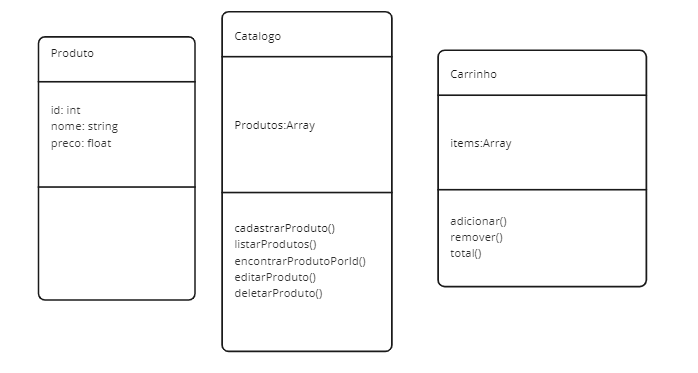 Produto
id: int
nome: string
preco: float
Catalogo
Produtos:Array
cadastrarProduto()
listarProdutos()
encontrarProdutoPorId()
editarProduto()
deletarProduto()
Carrinho
items:Array
adicionar()
remover()
total()